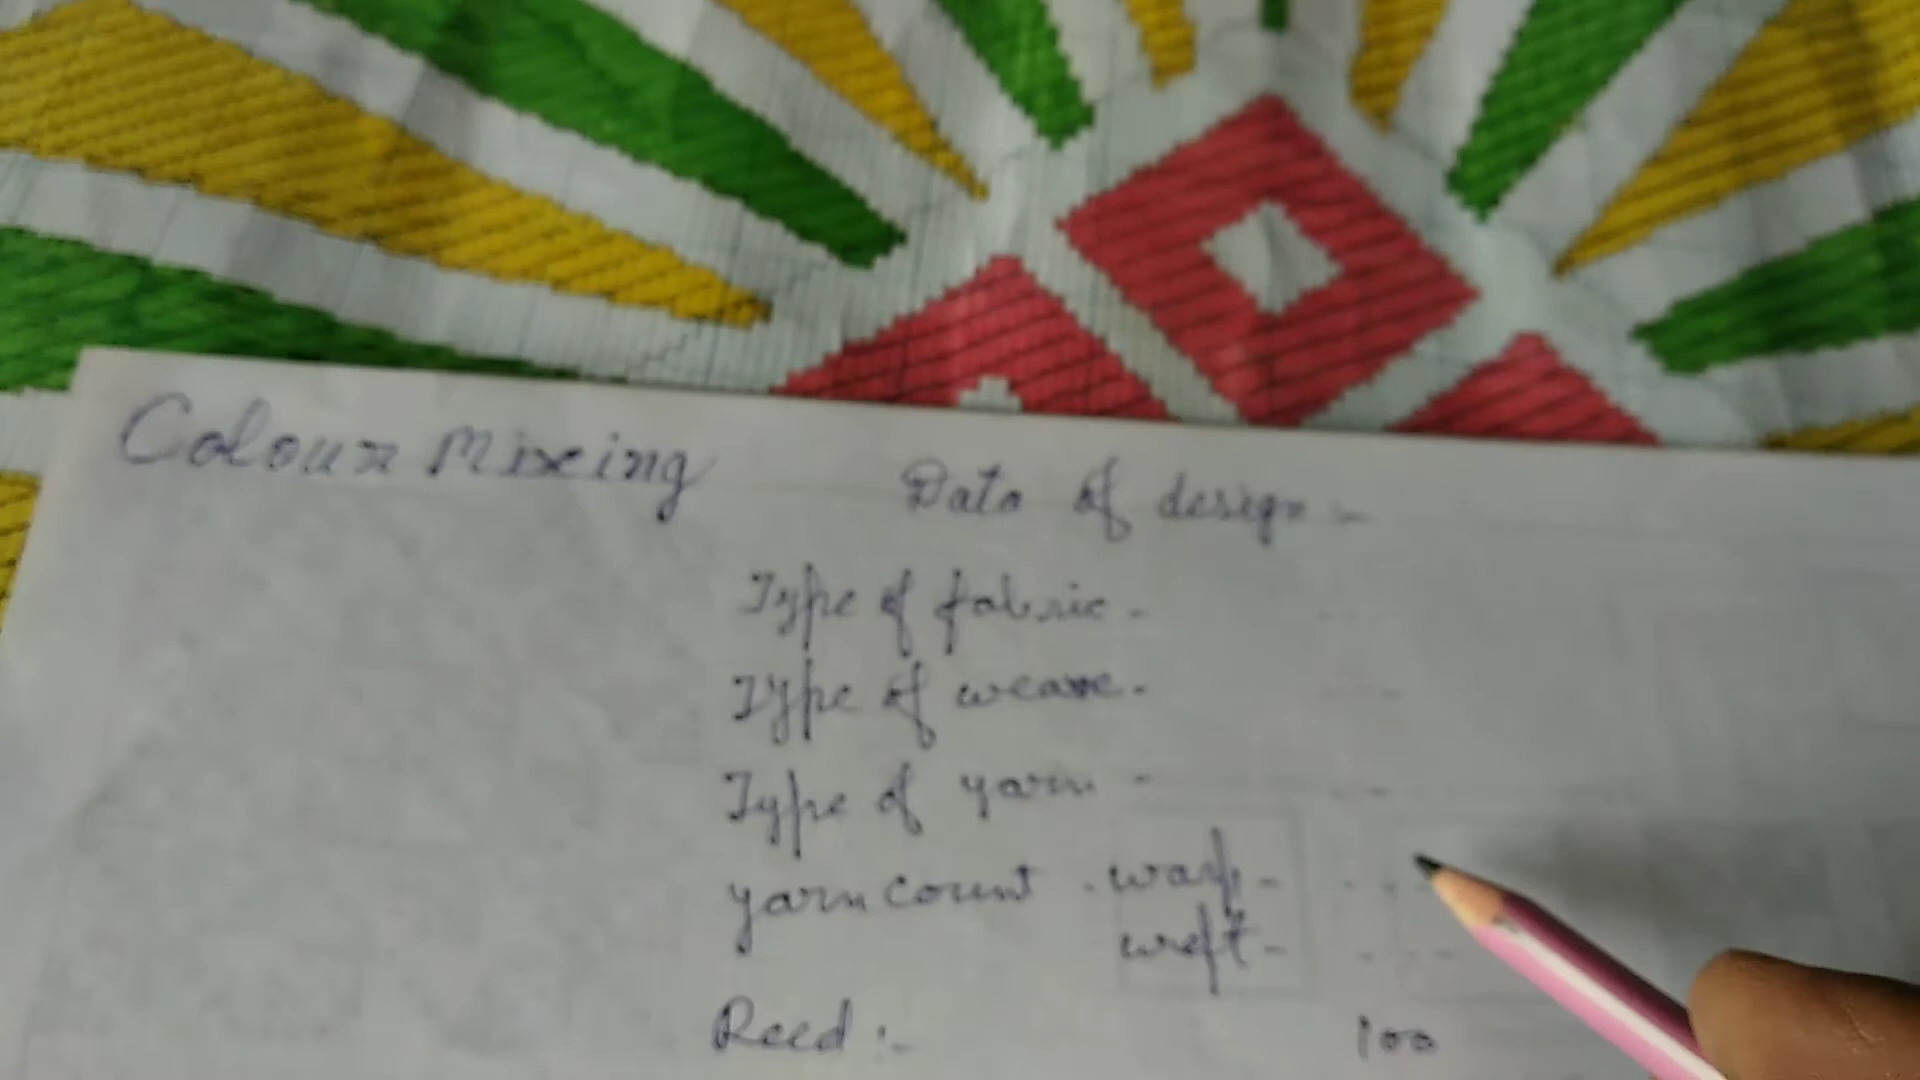 Colour Mixing
Data of design :-
Type of fabric -
Type of weave -
Type of yarn -
yarn count - warp -
weft -
Reed :- 100